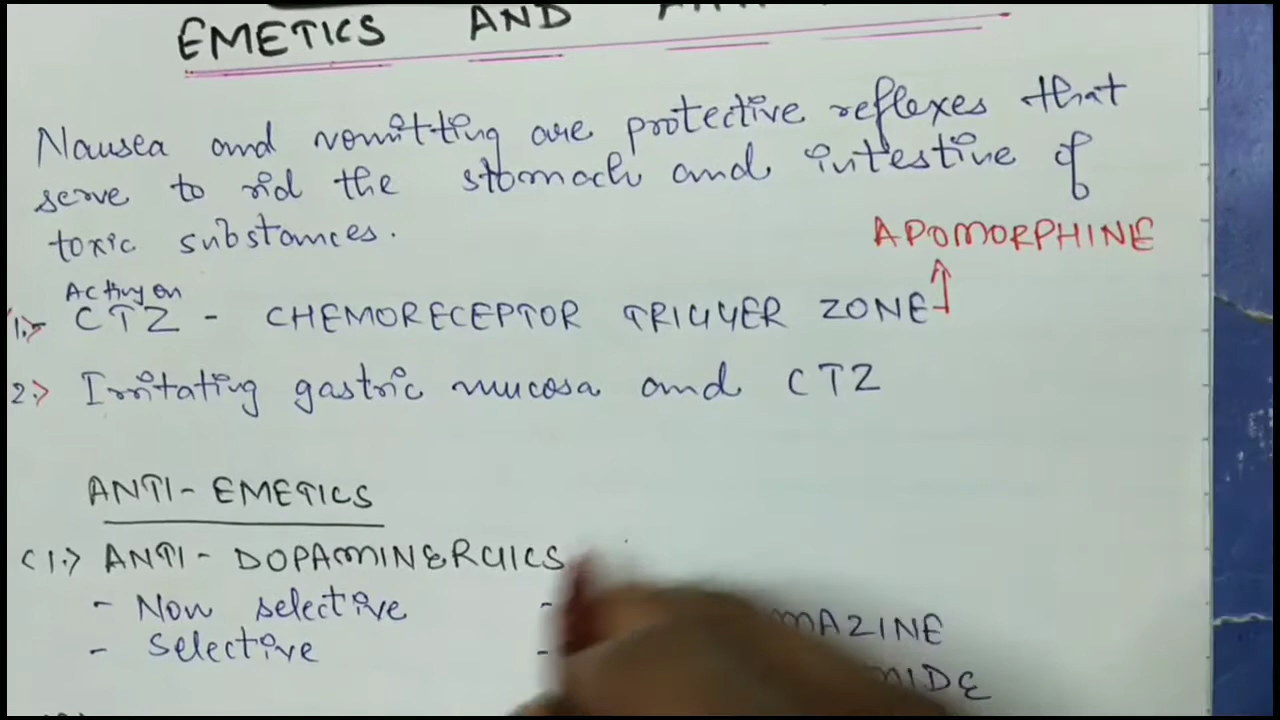 EMETICS AND
Nausea and vomitting are protective reflexes that
serve to rid the stomach and intestine of
toxic substances.
APOMORPHINE
Acting on
1.> CTZ - CHEMORECEPTOR TRIGGER ZONE
2.> Irritating gastric mucosa and CTZ
ANTI-EMETICS
(1.) ANTI-DOPAMINERGICS
- Non selective - MAZINE
- Selective - MIDE